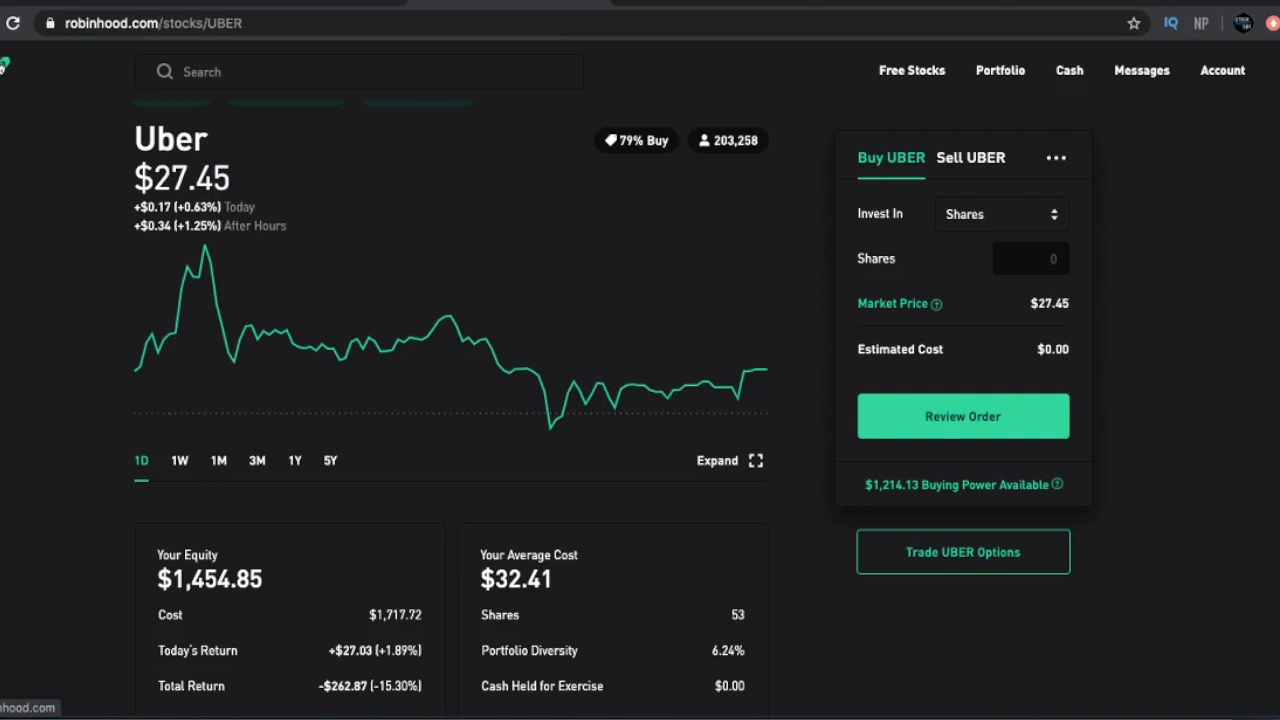 robinhood.com/stocks/UBER
IQ
NP
Search
Free Stocks
Portfolio
Cash
Messages
Account
Uber
79% Buy
203,258
$27.45
+$0.17 (+0.63%) Today
+$0.34 (+1.25%) After Hours
1D
1W
1M
3M
1Y
5Y
Expand
Buy UBER
Sell UBER
Invest In
Shares
Shares
0
Market Price
$27.45
Estimated Cost
$0.00
Review Order
$1,214.13 Buying Power Available
Trade UBER Options
Your Equity
$1,454.85
Cost
$1,717.72
Today's Return
+$27.03 (+1.89%)
Total Return
-$262.87 (-15.30%)
Your Average Cost
$32.41
Shares
53
Portfolio Diversity
6.24%
Cash Held for Exercise
$0.00
nhood.com